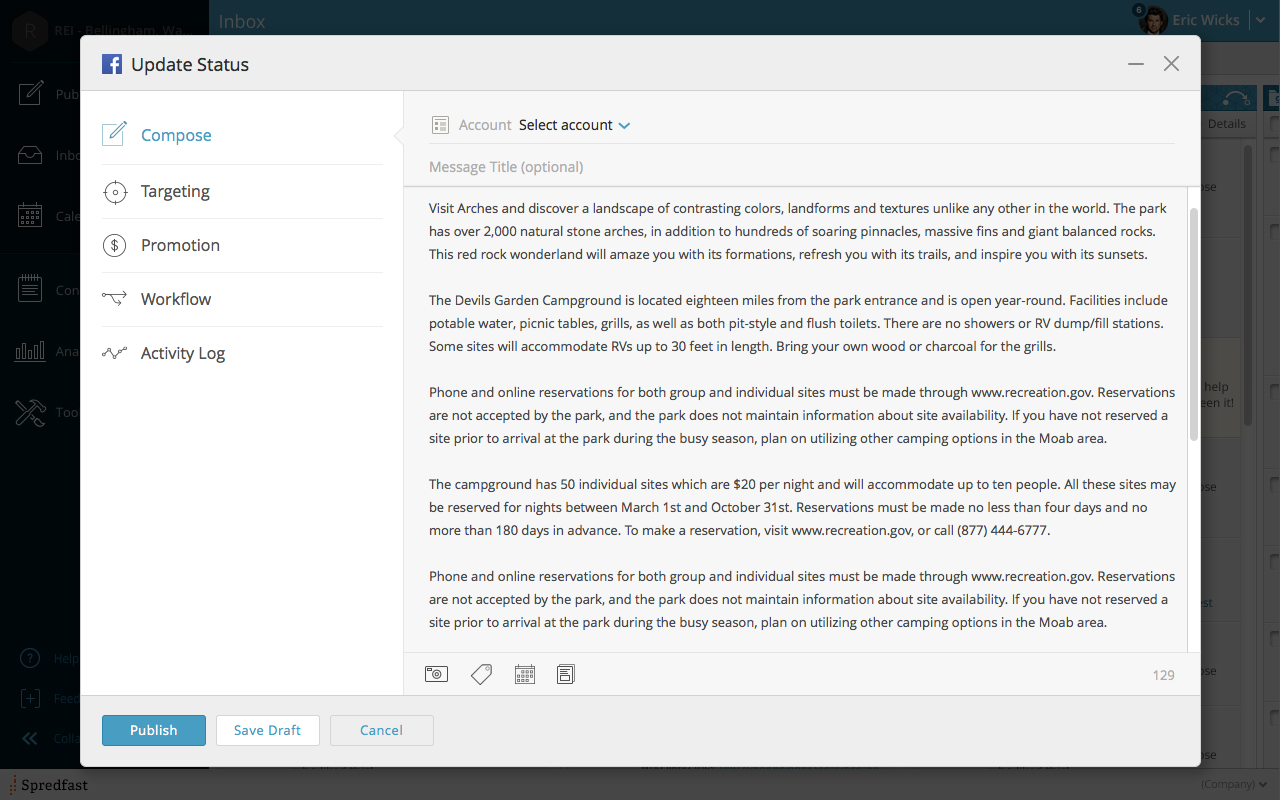 R REI - Bellingham, Wa...
Inbox
6
Eric Wicks
Update Status
Details
Compose
Targeting
Promotion
Workflow
Activity Log
Account Select account
Message Title (optional)
Visit Arches and discover a landscape of contrasting colors, landforms and textures unlike any other in the world. The park
has over 2,000 natural stone arches, in addition to hundreds of soaring pinnacles, massive fins and giant balanced rocks.
This red rock wonderland will amaze you with its formations, refresh you with its trails, and inspire you with its sunsets.
The Devils Garden Campground is located eighteen miles from the park entrance and is open year-round. Facilities include
potable water, picnic tables, grills, as well as both pit-style and flush toilets. There are no showers or RV dump/fill stations.
Some sites will accommodate RVs up to 30 feet in length. Bring your own wood or charcoal for the grills.
Phone and online reservations for both group and individual sites must be made through www.recreation.gov. Reservations
are not accepted by the park, and the park does not maintain information about site availability. If you have not reserved a
site prior to arrival at the park during the busy season, plan on utilizing other camping options in the Moab area.
The campground has 50 individual sites which are $20 per night and will accommodate up to ten people. All these sites may
be reserved for nights between March 1st and October 31st. Reservations must be made no less than four days and no
more than 180 days in advance. To make a reservation, visit www.recreation.gov, or call (877) 444-6777.
Phone and online reservations for both group and individual sites must be made through www.recreation.gov. Reservations
are not accepted by the park, and the park does not maintain information about site availability. If you have not reserved a
site prior to arrival at the park during the busy season, plan on utilizing other camping options in the Moab area.
129
help
een it!
Help
Feed
Colla
Publish
Save Draft
Cancel
Spredfast
(Company)